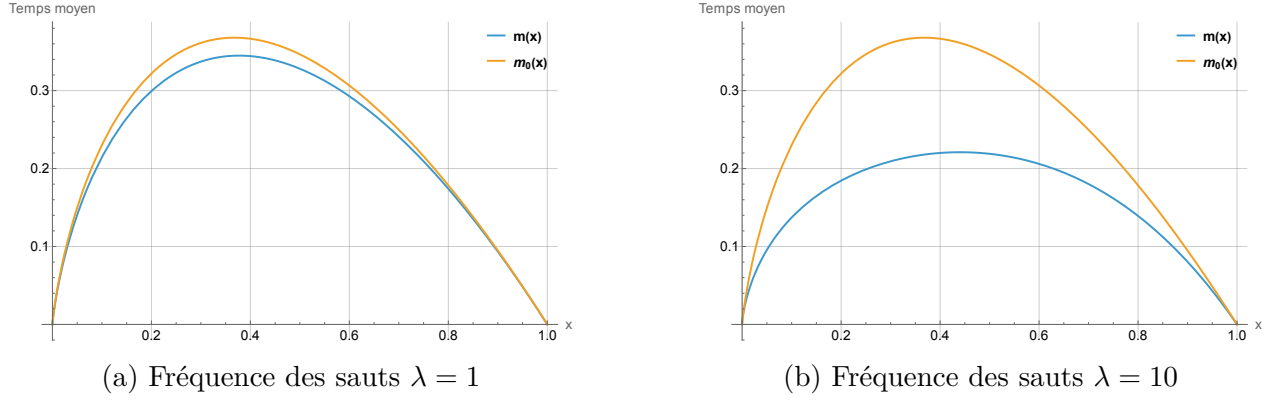 Temps moyen
m(x)
m₀(x)
0.3
0.2
0.1
0.2
0.4
0.6
0.8
1.0
x
(a) Fréquence des sauts λ = 1
Temps moyen
m(x)
m₀(x)
0.3
0.2
0.1
0.2
0.4
0.6
0.8
1.0
x
(b) Fréquence des sauts λ = 10